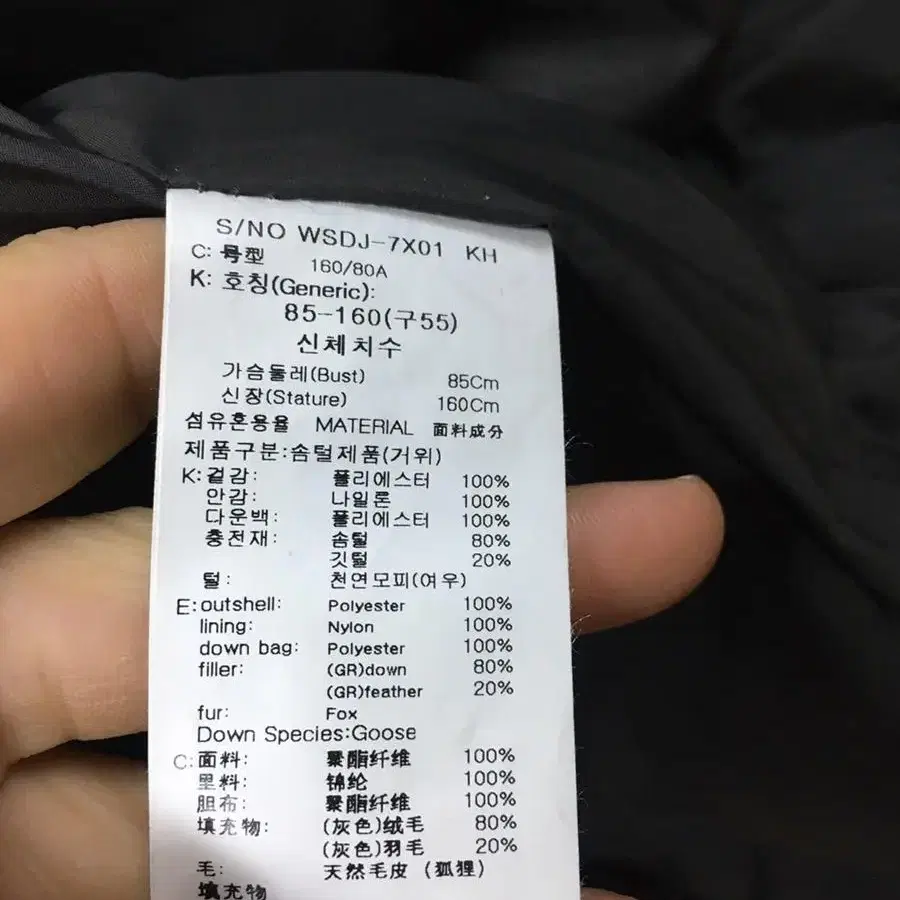 S/NO WSDJ-7X01 KH
C: 号型 160/80A
K: 호칭(Generic):
85-160(구55)
신체치수
가슴둘레(Bust) 85Cm
신장(Stature) 160Cm
섬유혼용율 MATERIAL 面料成分
제품구분:솜털제품(거위)
K:겉감: 폴리에스터 100%
안감: 나일론 100%
다운백: 폴리에스터 100%
충전재: 솜털 80%
깃털 20%
털: 천연모피(여우)
E:outshell: Polyester 100%
lining: Nylon 100%
down bag: Polyester 100%
filler: (GR)down 80%
(GR)feather 20%
fur: Fox
Down Species:Goose
C:面料: 聚酯纤维 100%
里料: 锦纶 100%
胆布: 聚酯纤维 100%
填充物: (灰色)绒毛 80%
(灰色)羽毛 20%
毛: 天然毛皮 (狐狸)
填充物